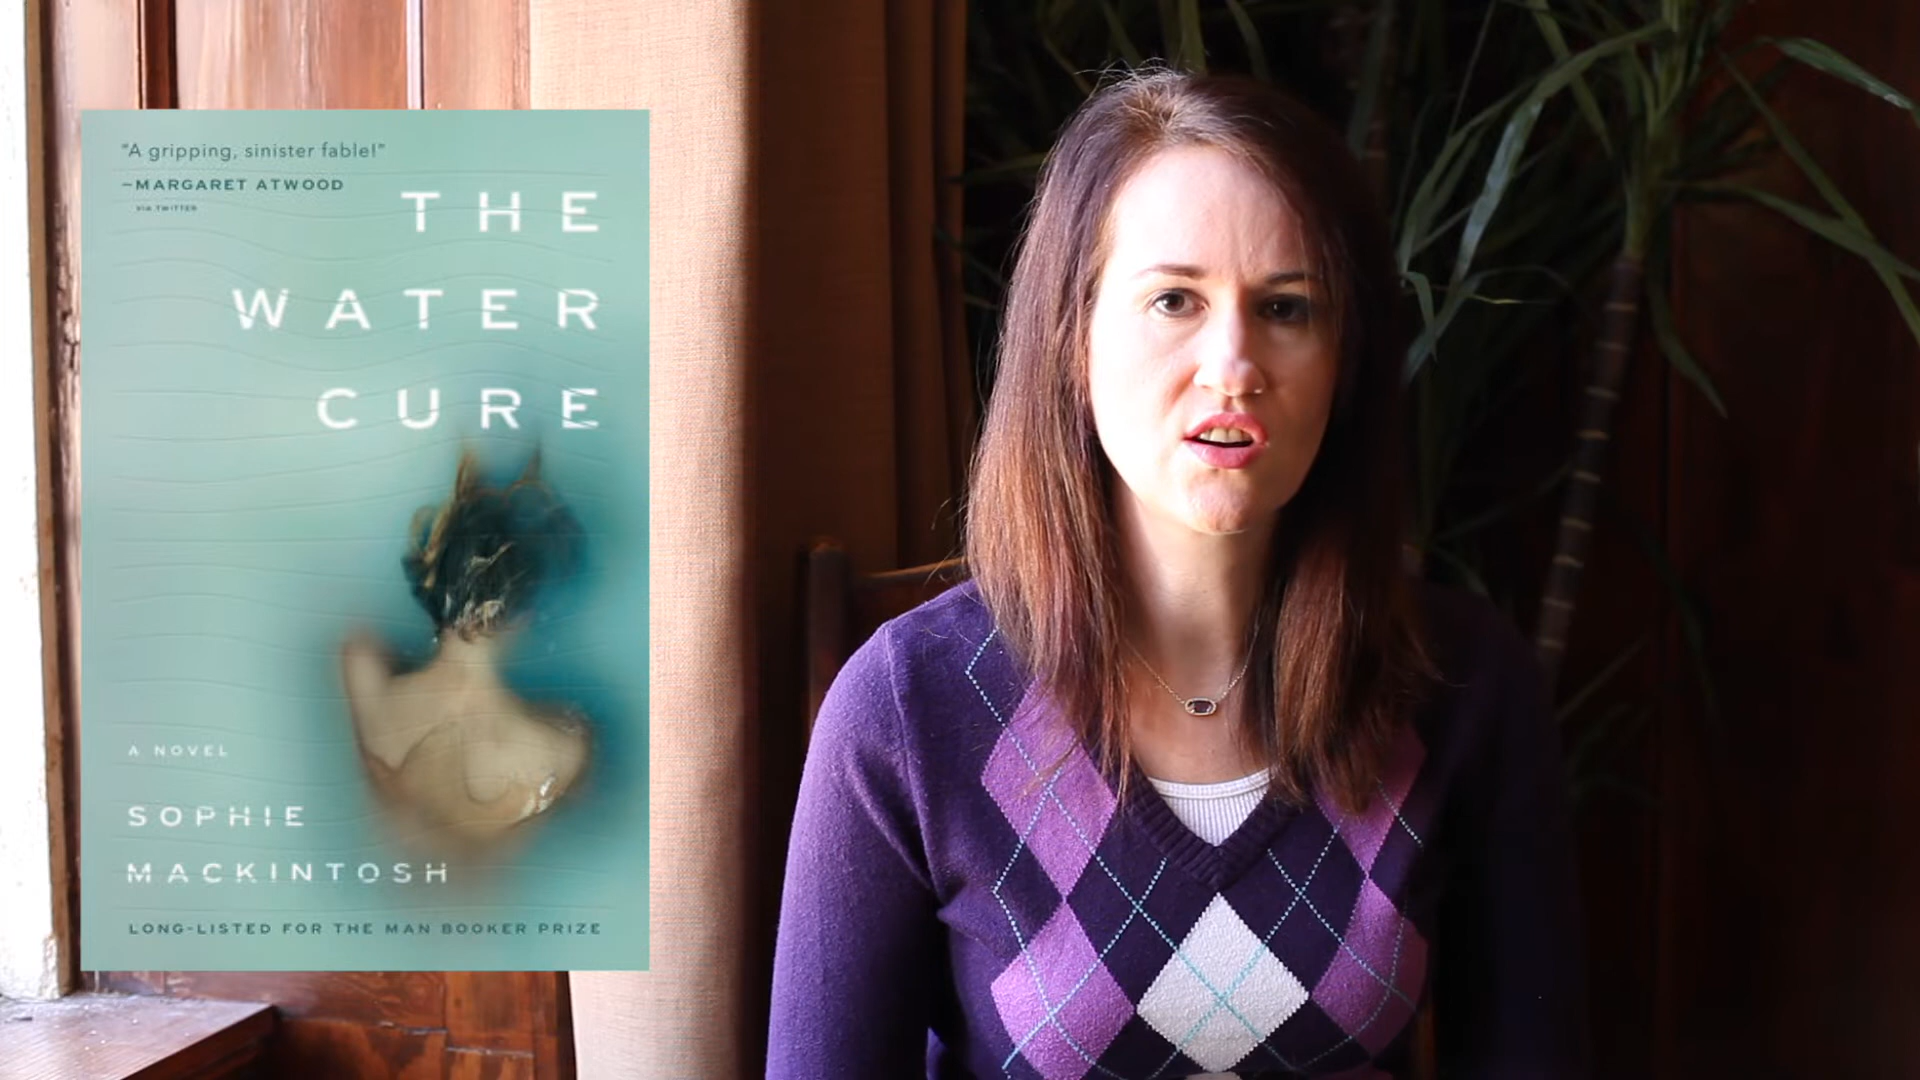 "A gripping, sinister fable!"
—MARGARET ATWOOD
VIA TWITTER
THE
WATER
CURE
A NOVEL
SOPHIE
MACKINTOSH
LONG-LISTED FOR THE MAN BOOKER PRIZE